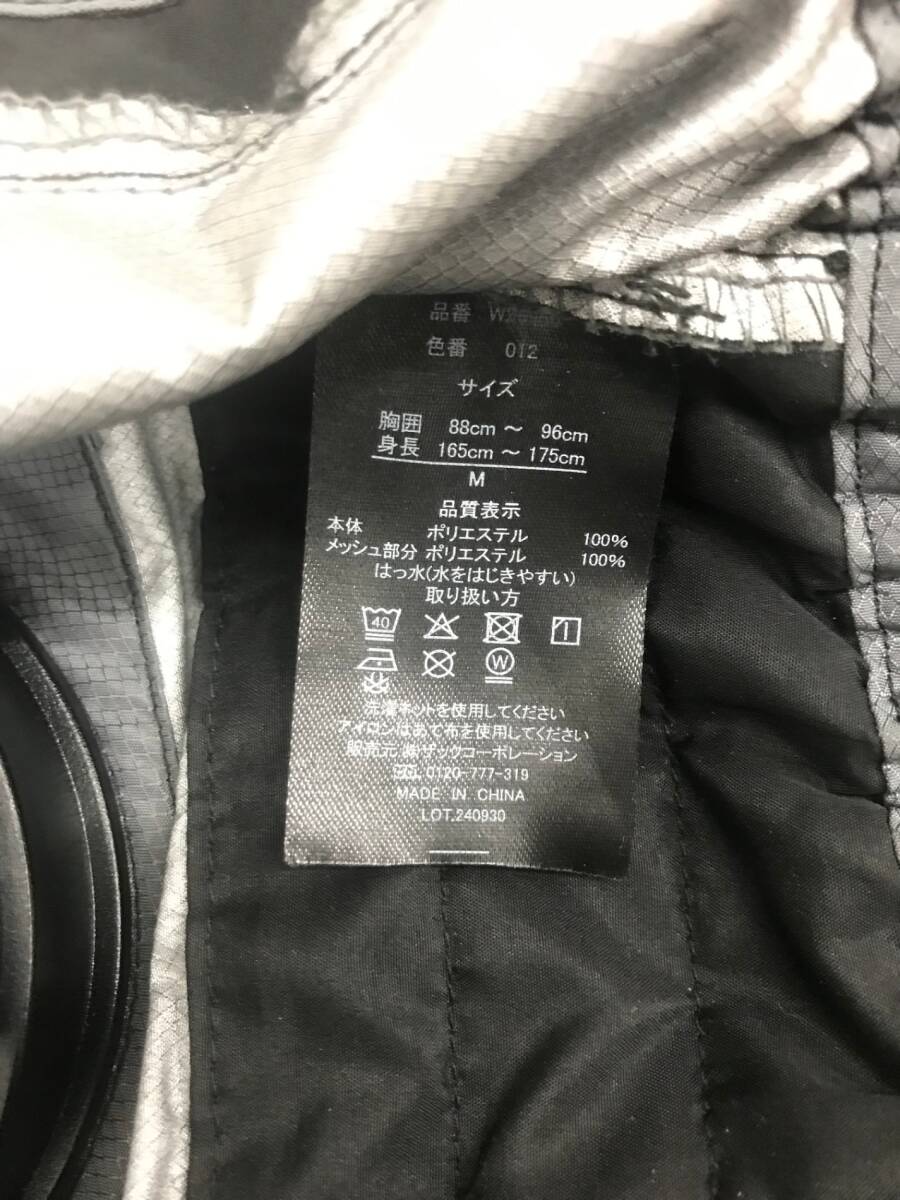 品番
色番 012
サイズ
胸囲 88cm ～ 96cm
身長 165cm ～ 175cm
M
品質表示
本体 ポリエステル 100%
メッシュ部分 ポリエステル 100%
はっ水(水をはじきやすい)
取り扱い方
40
W
洗濯ネットを使用してください
アイロンはあて布を使用してください
販売元 ㈱ザックコーポレーション
0120-777-319
MADE IN CHINA
LOT.240930